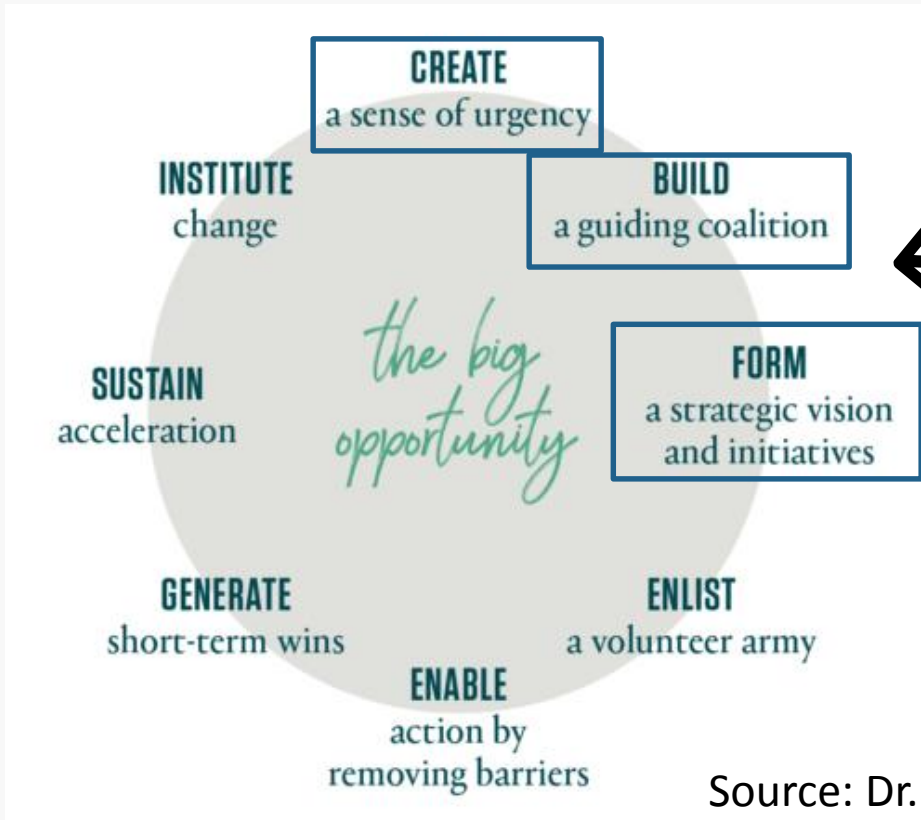 CREATE
a sense of urgency
BUILD
a guiding coalition
FORM
a strategic vision
and initiatives
ENLIST
a volunteer army
ENABLE
action by
removing barriers
GENERATE
short-term wins
SUSTAIN
acceleration
INSTITUTE
change
the big
opportunity
Source: Dr.